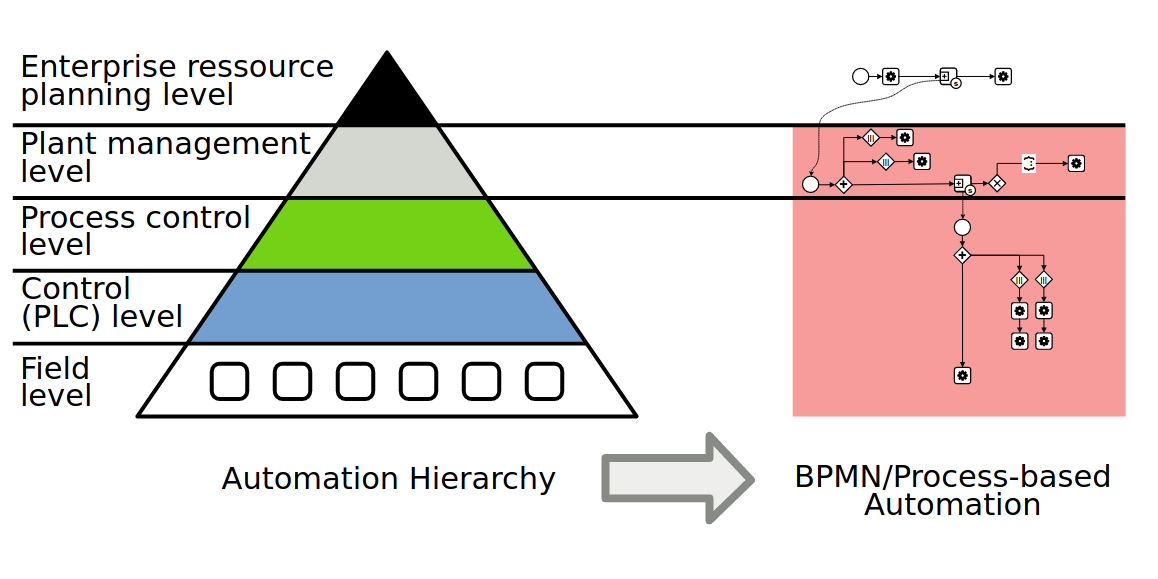 Enterprise ressource
planning level
Plant management
level
Process control
level
Control
(PLC) level
Field
level
Automation Hierarchy
BPMN/Process-based
Automation
s
s